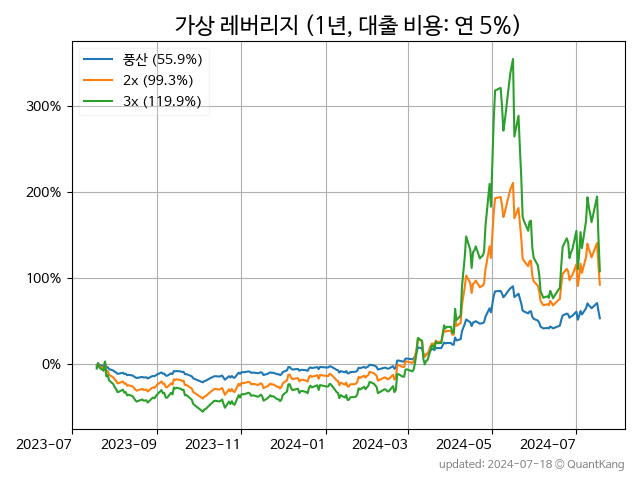 가상 레버리지 (1년, 대출 비용: 연 5%)
풍산 (55.9%)
2x (99.3%)
3x (119.9%)
300%
200%
100%
0%
2023-07 2023-09 2023-11 2024-01 2024-03 2024-05 2024-07
updated: 2024-07-18 © QuantKang